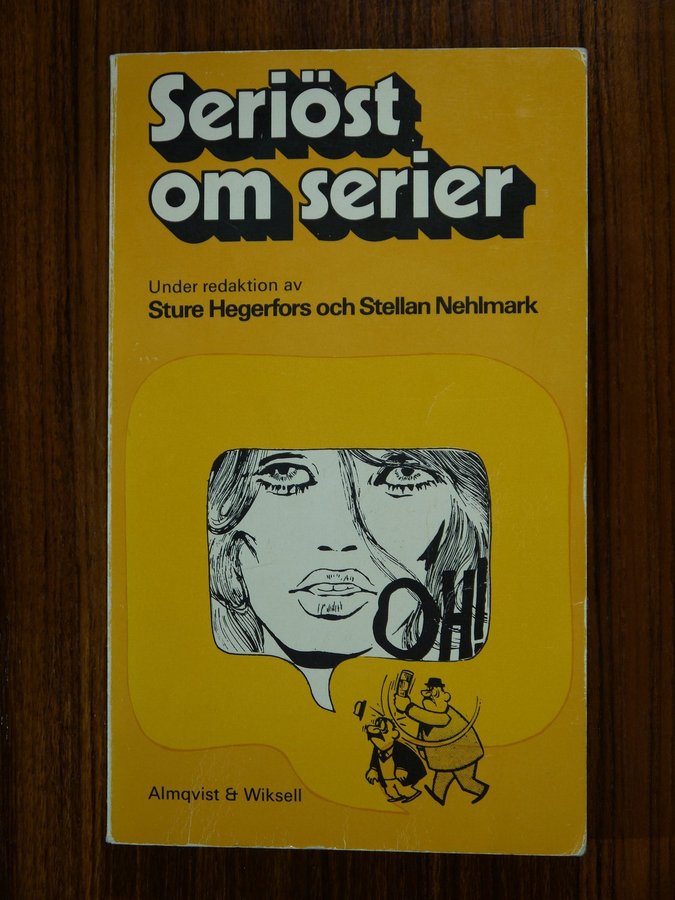 Seriöst
om serier
Under redaktion av
Sture Hegerfors och Stellan Nehlmark
OH!
Almqvist & Wiksell